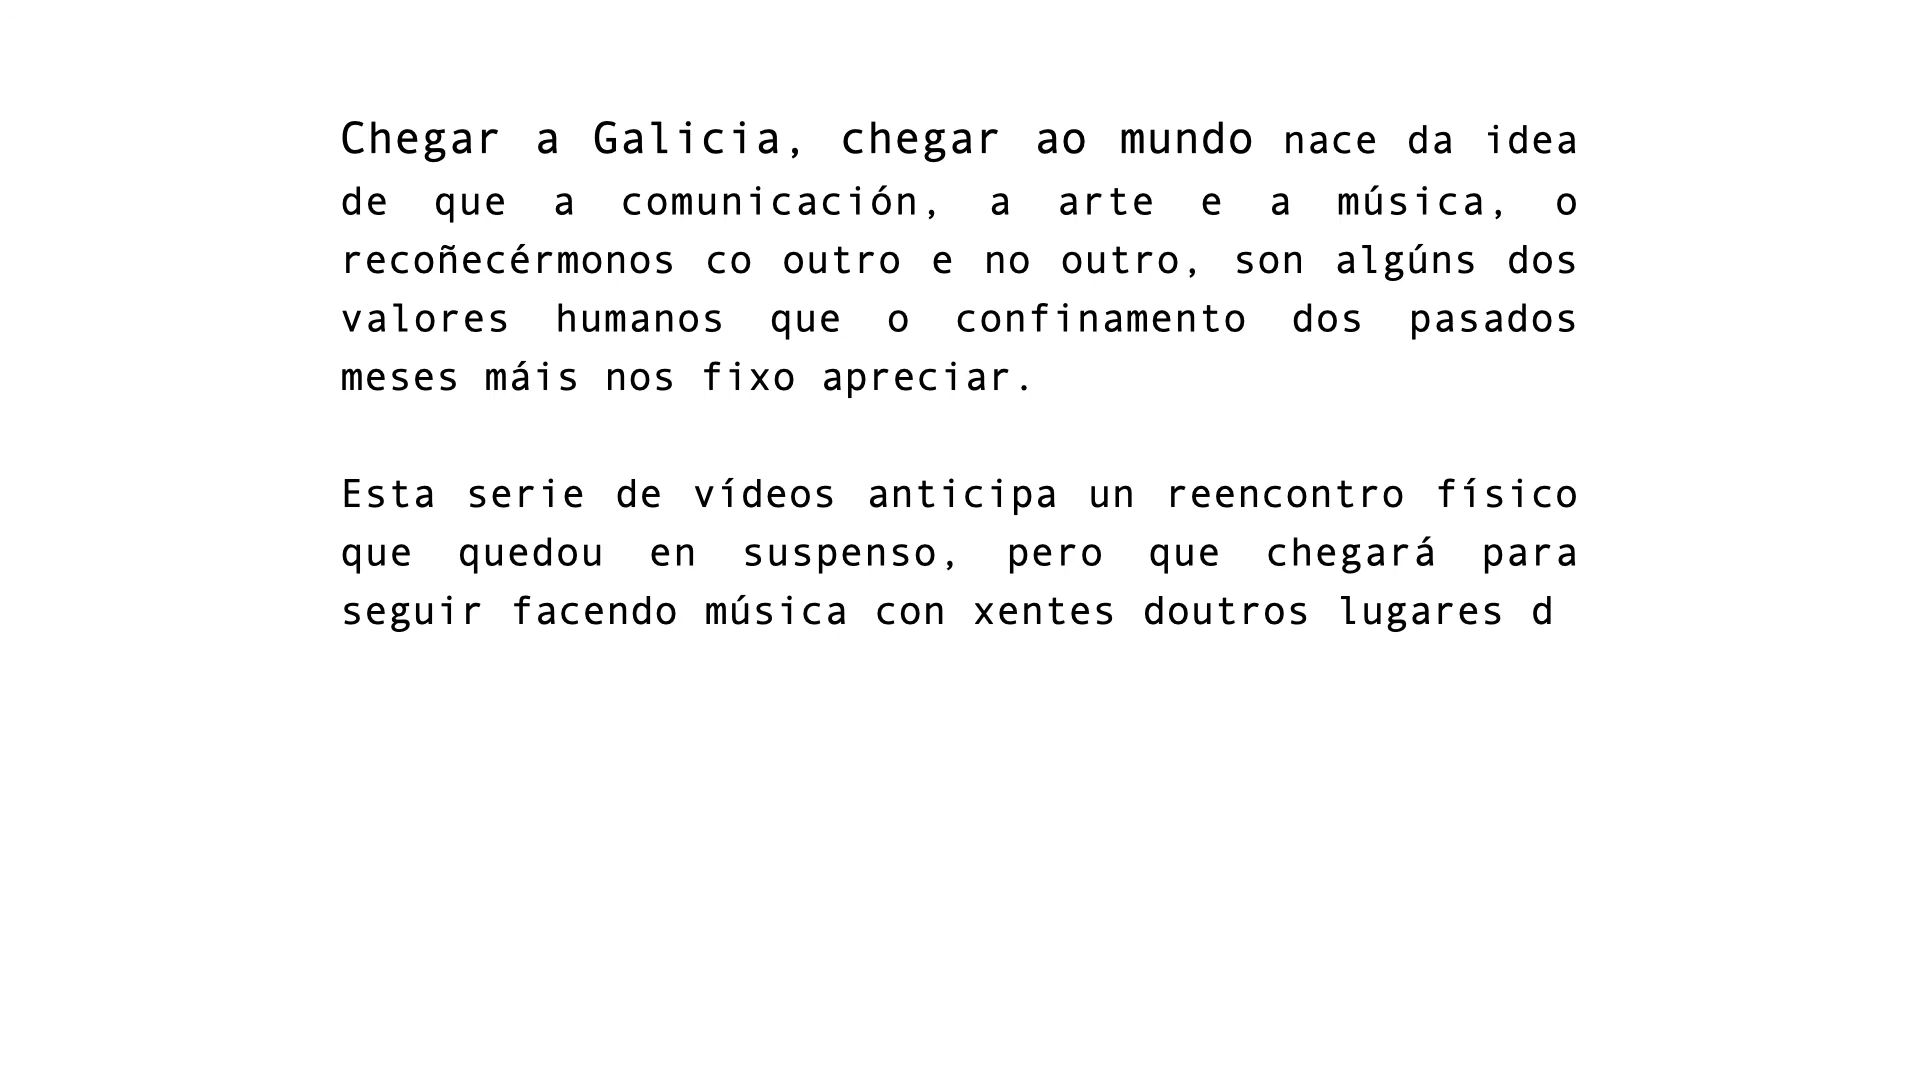 Chegar a Galicia, chegar ao mundo nace da idea
de que a comunicación, a arte e a música, o
recoñecérmonos co outro e no outro, son algúns dos
valores humanos que o confinamento dos pasados
meses máis nos fixo apreciar.
Esta serie de vídeos anticipa un reencontro físico
que quedou en suspenso, pero que chegará para
seguir facendo música con xentes doutros lugares d